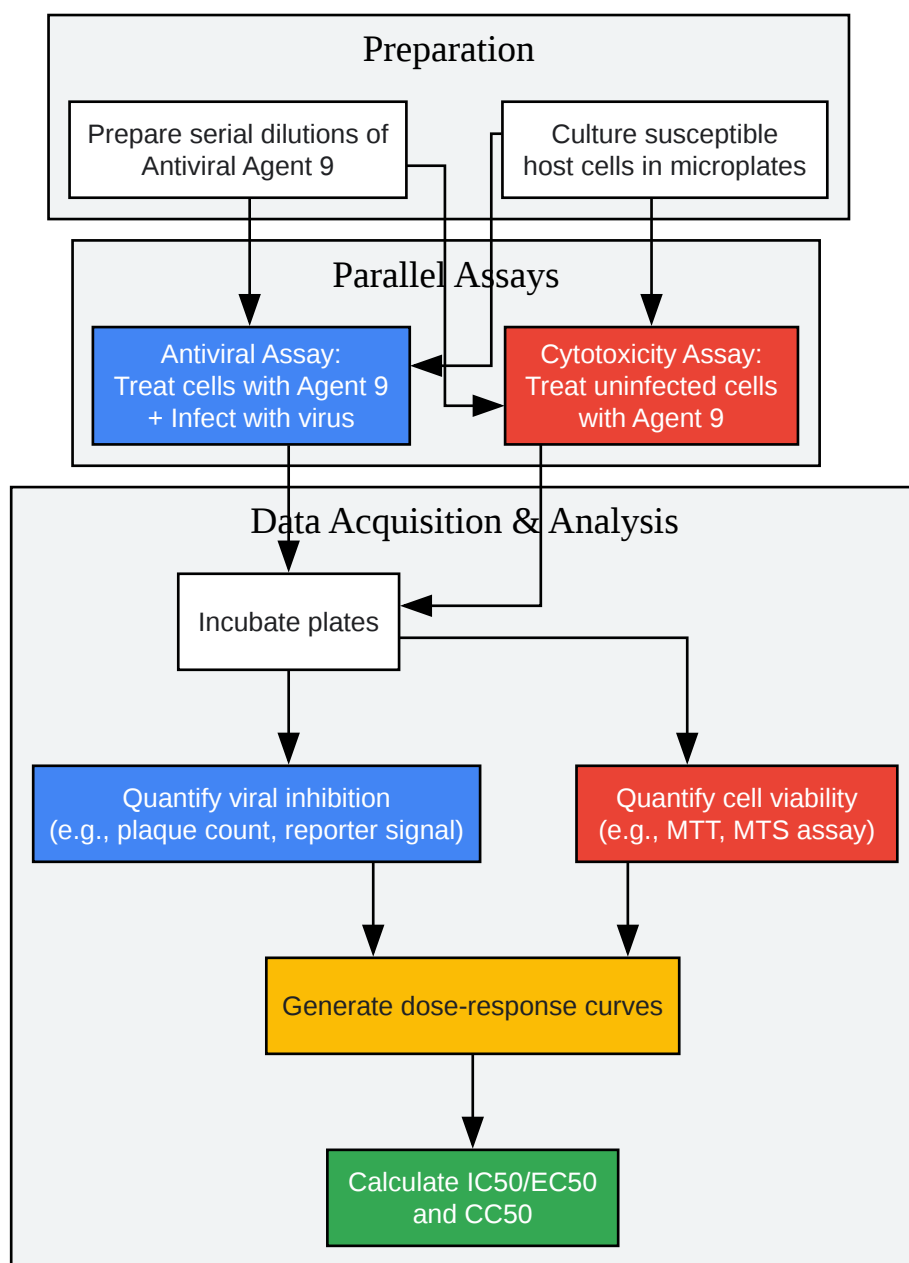 Preparation
Prepare serial dilutions of
Antiviral Agent 9
Culture susceptible
host cells in microplates
Parallel Assays
Antiviral Assay:
Treat cells with Agent 9
+ Infect with virus
Cytotoxicity Assay:
Treat uninfected cells
with Agent 9
Data Acquisition & Analysis
Incubate plates
Quantify viral inhibition
(e.g., plaque count, reporter signal)
Quantify cell viability
(e.g., MTT, MTS assay)
Generate dose-response curves
Calculate IC50/EC50
and CC50